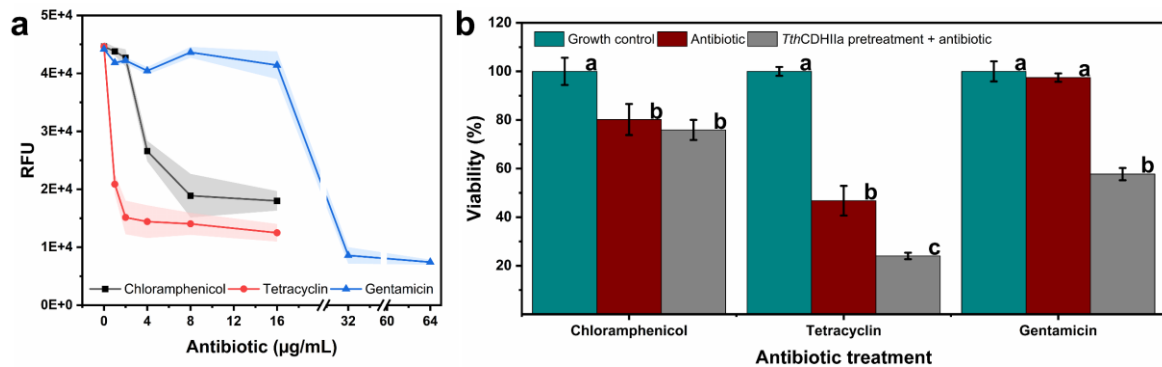 a
5E+4
4E+4
3E+4
2E+4
1E+4
0E+0
RFU
Chloramphenicol Tetracyclin Gentamicin
0 4 8 12 16 32 60 64
Antibiotic (µg/mL)
b
120
100
80
60
40
20
Viability (%)
Growth control Antibiotic TthCDHIIa pretreatment + antibiotic
a b b a b c a a b
Chloramphenicol Tetracyclin Gentamicin
Antibiotic treatment